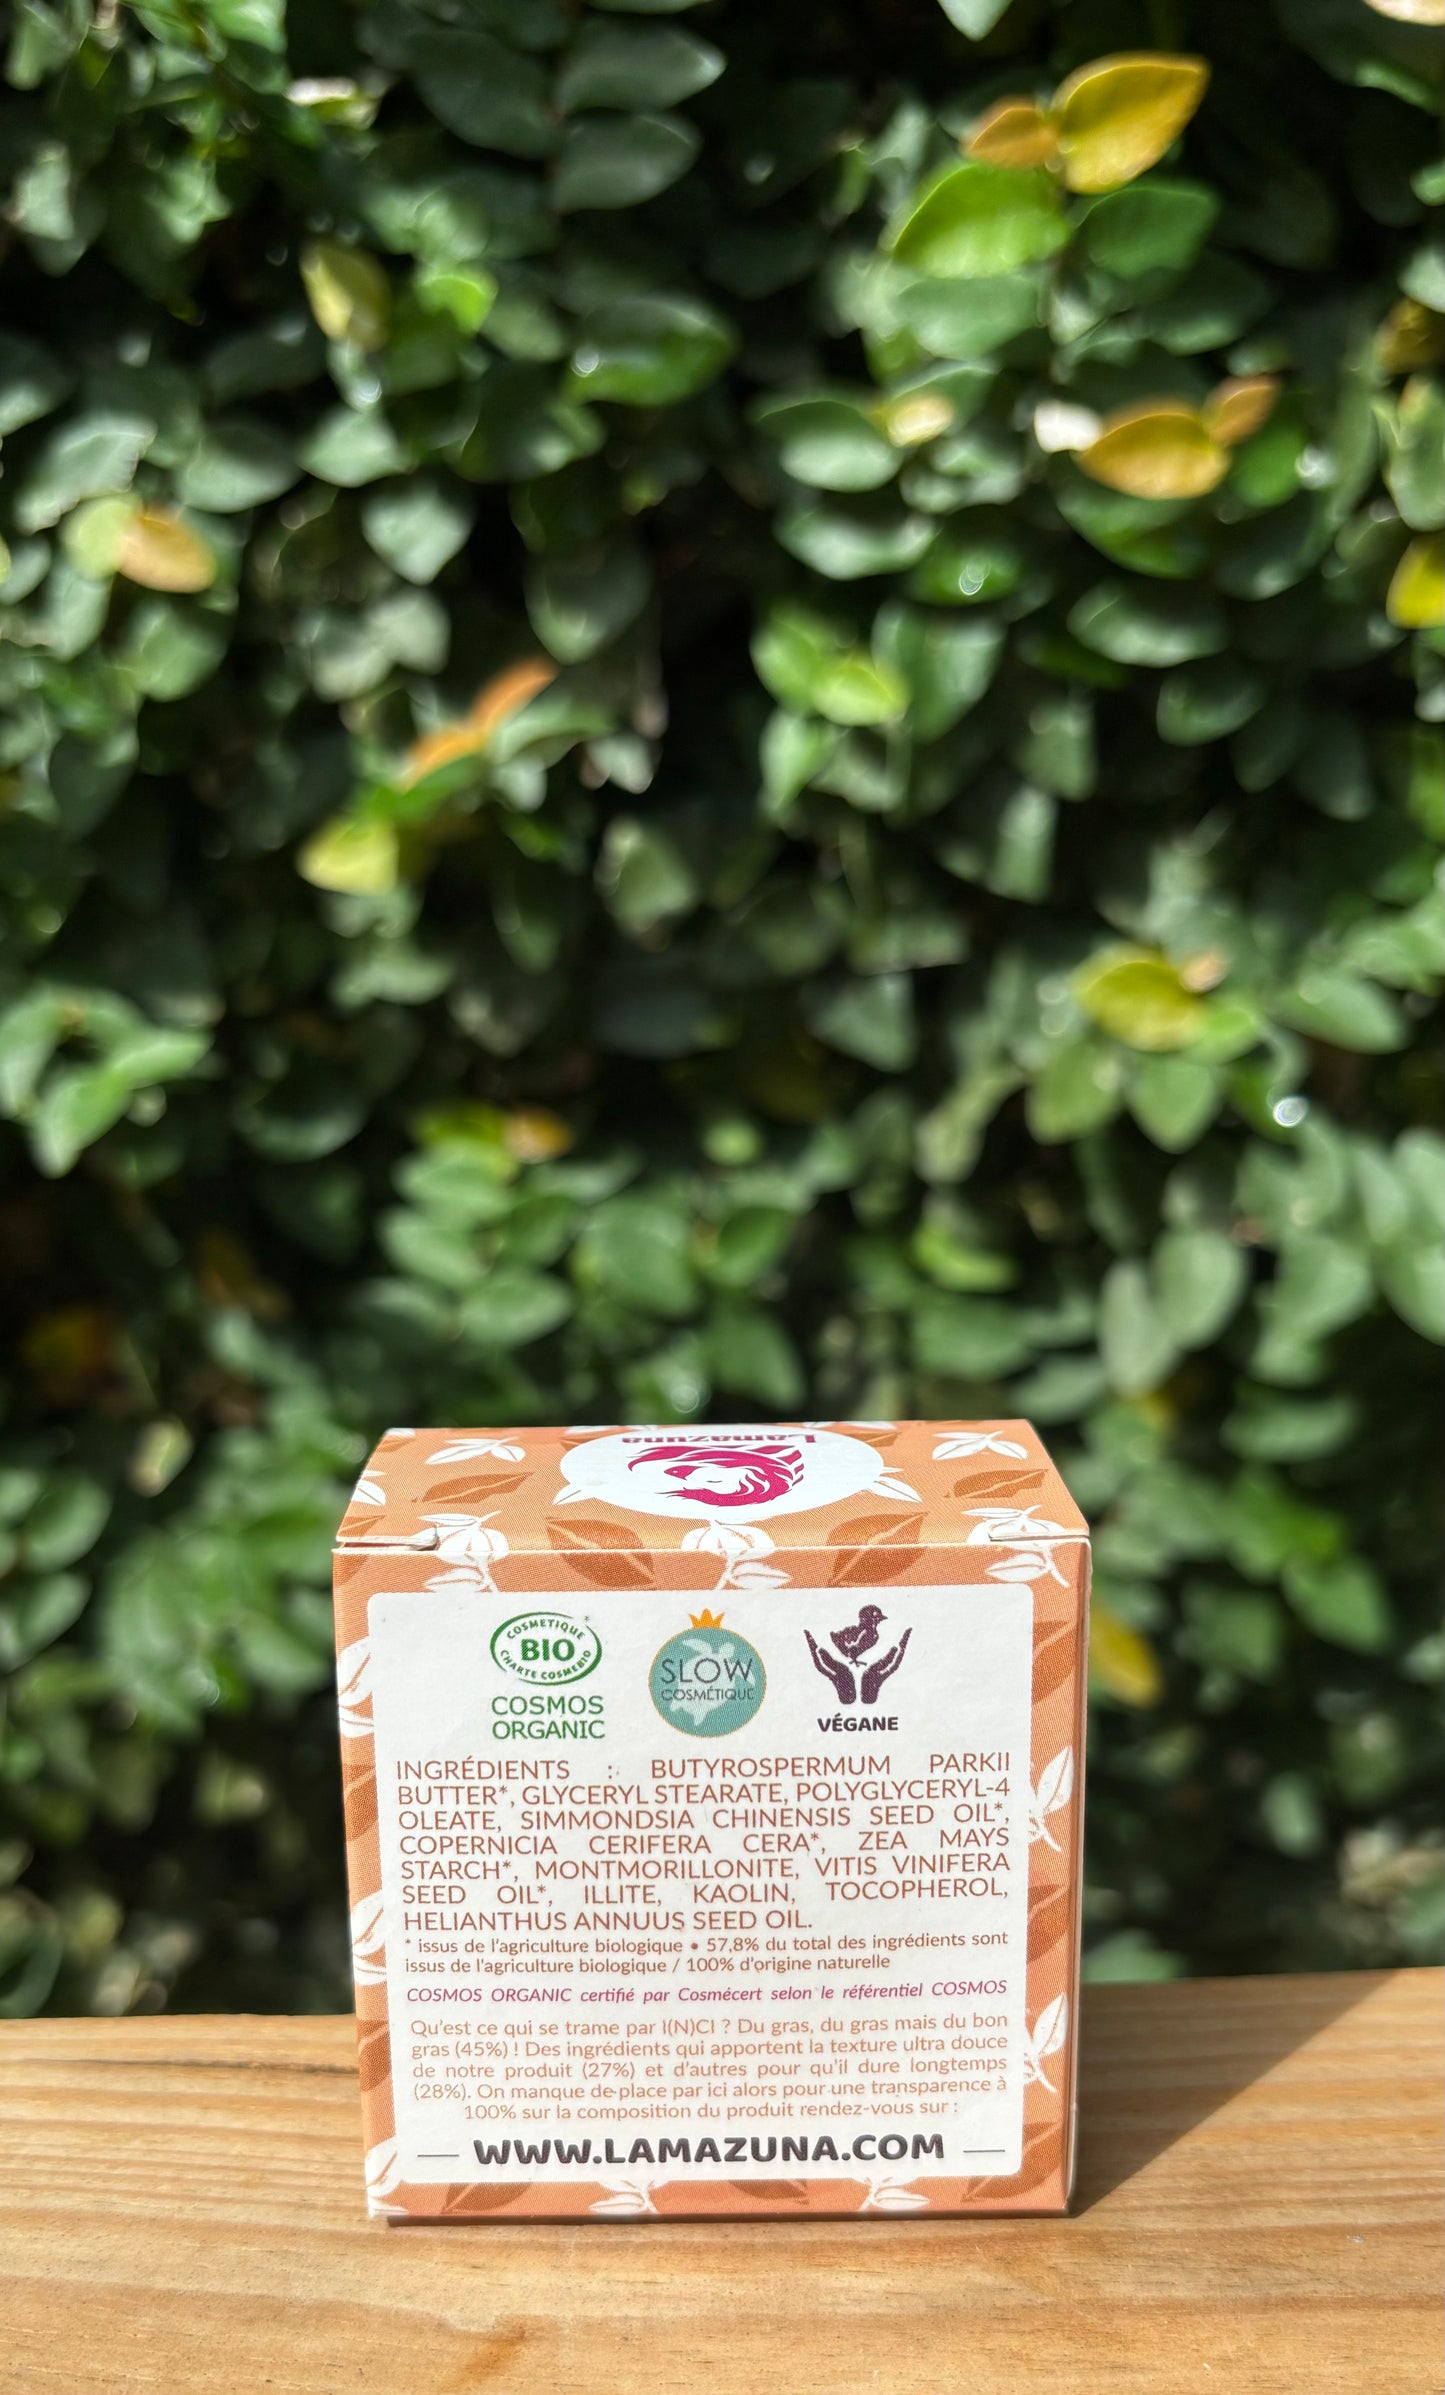 Lamazuna
COSMETIQUE*
BIO
CHARTE COSMEBIO
COSMOS
ORGANIC
SLOW
COSMÉTIQUE
VÉGANE
INGRÉDIENTS : BUTYROSPERMUM PARKII
BUTTER*, GLYCERYL STEARATE, POLYGLYCERYL-4
OLEATE, SIMMONDSIA CHINENSIS SEED OIL*,
COPERNICIA CERIFERA CERA*, ZEA MAYS
STARCH*, MONTMORILLONITE, VITIS VINIFERA
SEED OIL*, ILLITE, KAOLIN, TOCOPHEROL,
HELIANTHUS ANNUUS SEED OIL.
* issus de l'agriculture biologique • 57,8% du total des ingrédients sont
issus de l'agriculture biologique / 100% d'origine naturelle
COSMOS ORGANIC certifié par Cosmécert selon le référentiel COSMOS
Qu'est ce qui se trame par I(N)CI ? Du gras, du gras mais du bon
gras (45%) ! Des ingrédients qui apportent la texture ultra douce
de notre produit (27%) et d'autres pour qu'il dure longtemps
(28%). On manque de place par ici alors pour une transparence à
100% sur la composition du produit rendez-vous sur :
WWW.LAMAZUNA.COM